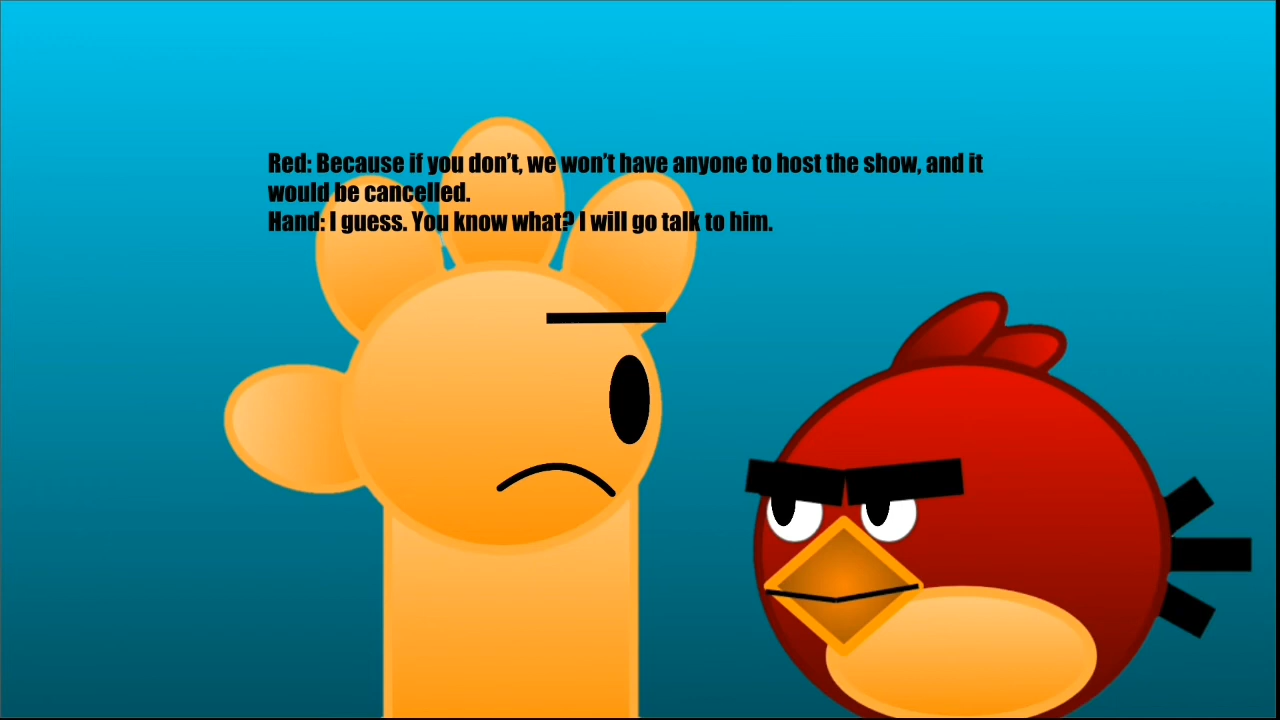 Red: Because if you don’t, we won’t have anyone to host the show, and it
would be cancelled.
Hand: I guess. You know what? I will go talk to him.